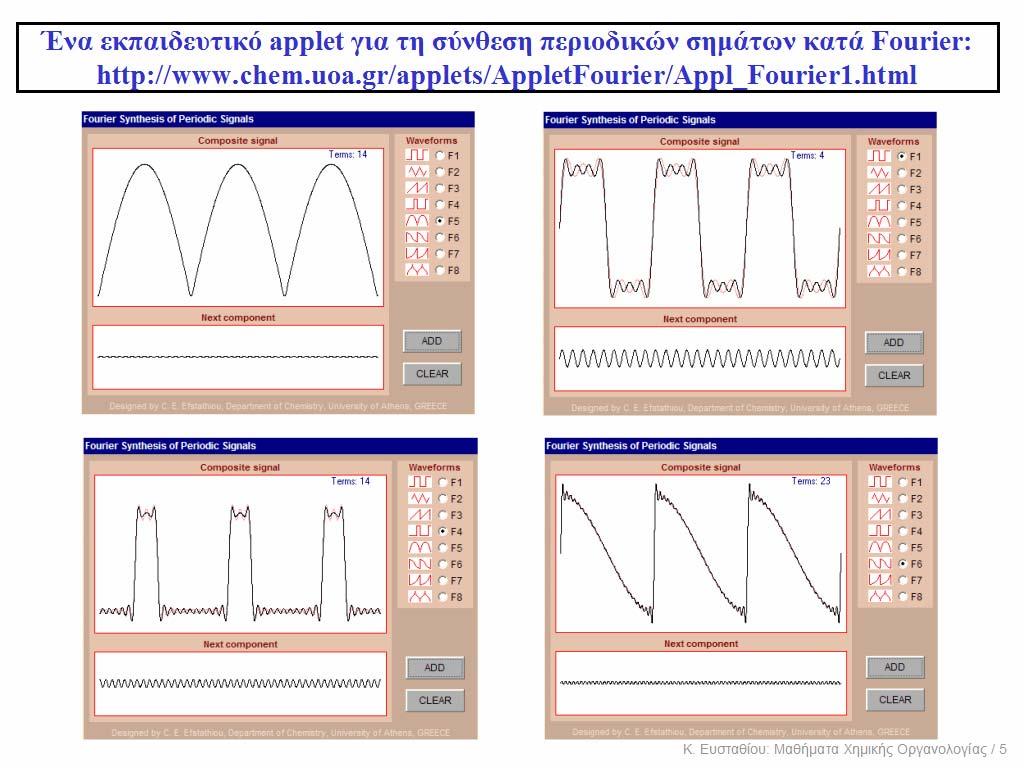 Ένα εκπαιδευτικό applet για τη σύνθεση περιοδικών σημάτων κατά Fourier:
http://www.chem.uoa.gr/applets/AppletFourier/Appl_Fourier1.html
Fourier Synthesis of Periodic Signals
Composite signal
Waveforms
Terms: 14
F1
F2
F3
F4
F5
F6
F7
F8
Next component
ADD
CLEAR
Designed by C. E. Efstathiou, Department of Chemistry, University of Athens, GREECE
Fourier Synthesis of Periodic Signals
Composite signal
Waveforms
Terms: 4
F1
F2
F3
F4
F5
F6
F7
F8
Next component
ADD
CLEAR
Designed by C. E. Efstathiou, Department of Chemistry, University of Athens, GREECE
Fourier Synthesis of Periodic Signals
Composite signal
Waveforms
Terms: 14
F1
F2
F3
F4
F5
F6
F7
F8
Next component
ADD
CLEAR
Designed by C. E. Efstathiou, Department of Chemistry, University of Athens, GREECE
Fourier Synthesis of Periodic Signals
Composite signal
Waveforms
Terms: 23
F1
F2
F3
F4
F5
F6
F7
F8
Next component
ADD
CLEAR
Designed by C. E. Efstathiou, Department of Chemistry, University of Athens, GREECE
Κ. Ευσταθίου: Μαθήματα Χημικής Οργανολογίας / 5